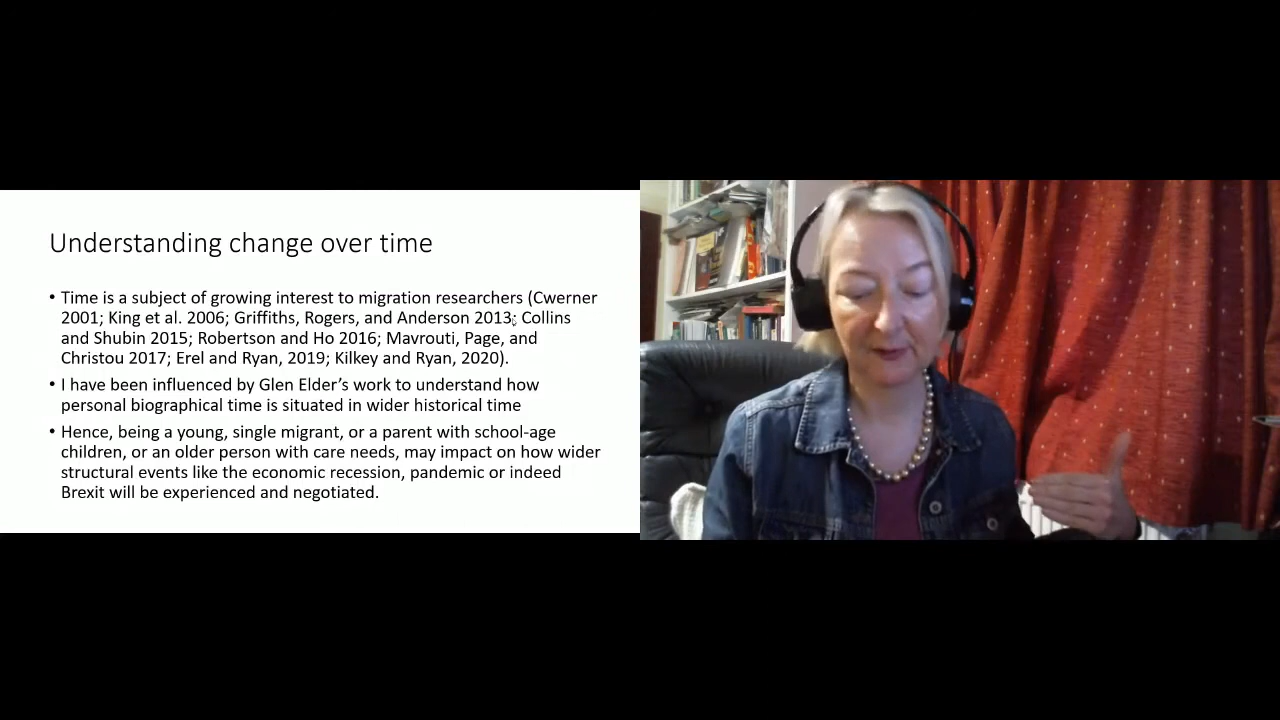 Understanding change over time
• Time is a subject of growing interest to migration researchers (Cwerner
2001; King et al. 2006; Griffiths, Rogers, and Anderson 2013; Collins
and Shubin 2015; Robertson and Ho 2016; Mavrouti, Page, and
Christou 2017; Erel and Ryan, 2019; Kilkey and Ryan, 2020).
• I have been influenced by Glen Elder’s work to understand how
personal biographical time is situated in wider historical time
• Hence, being a young, single migrant, or a parent with school-age
children, or an older person with care needs, may impact on how wider
structural events like the economic recession, pandemic or indeed
Brexit will be experienced and negotiated.